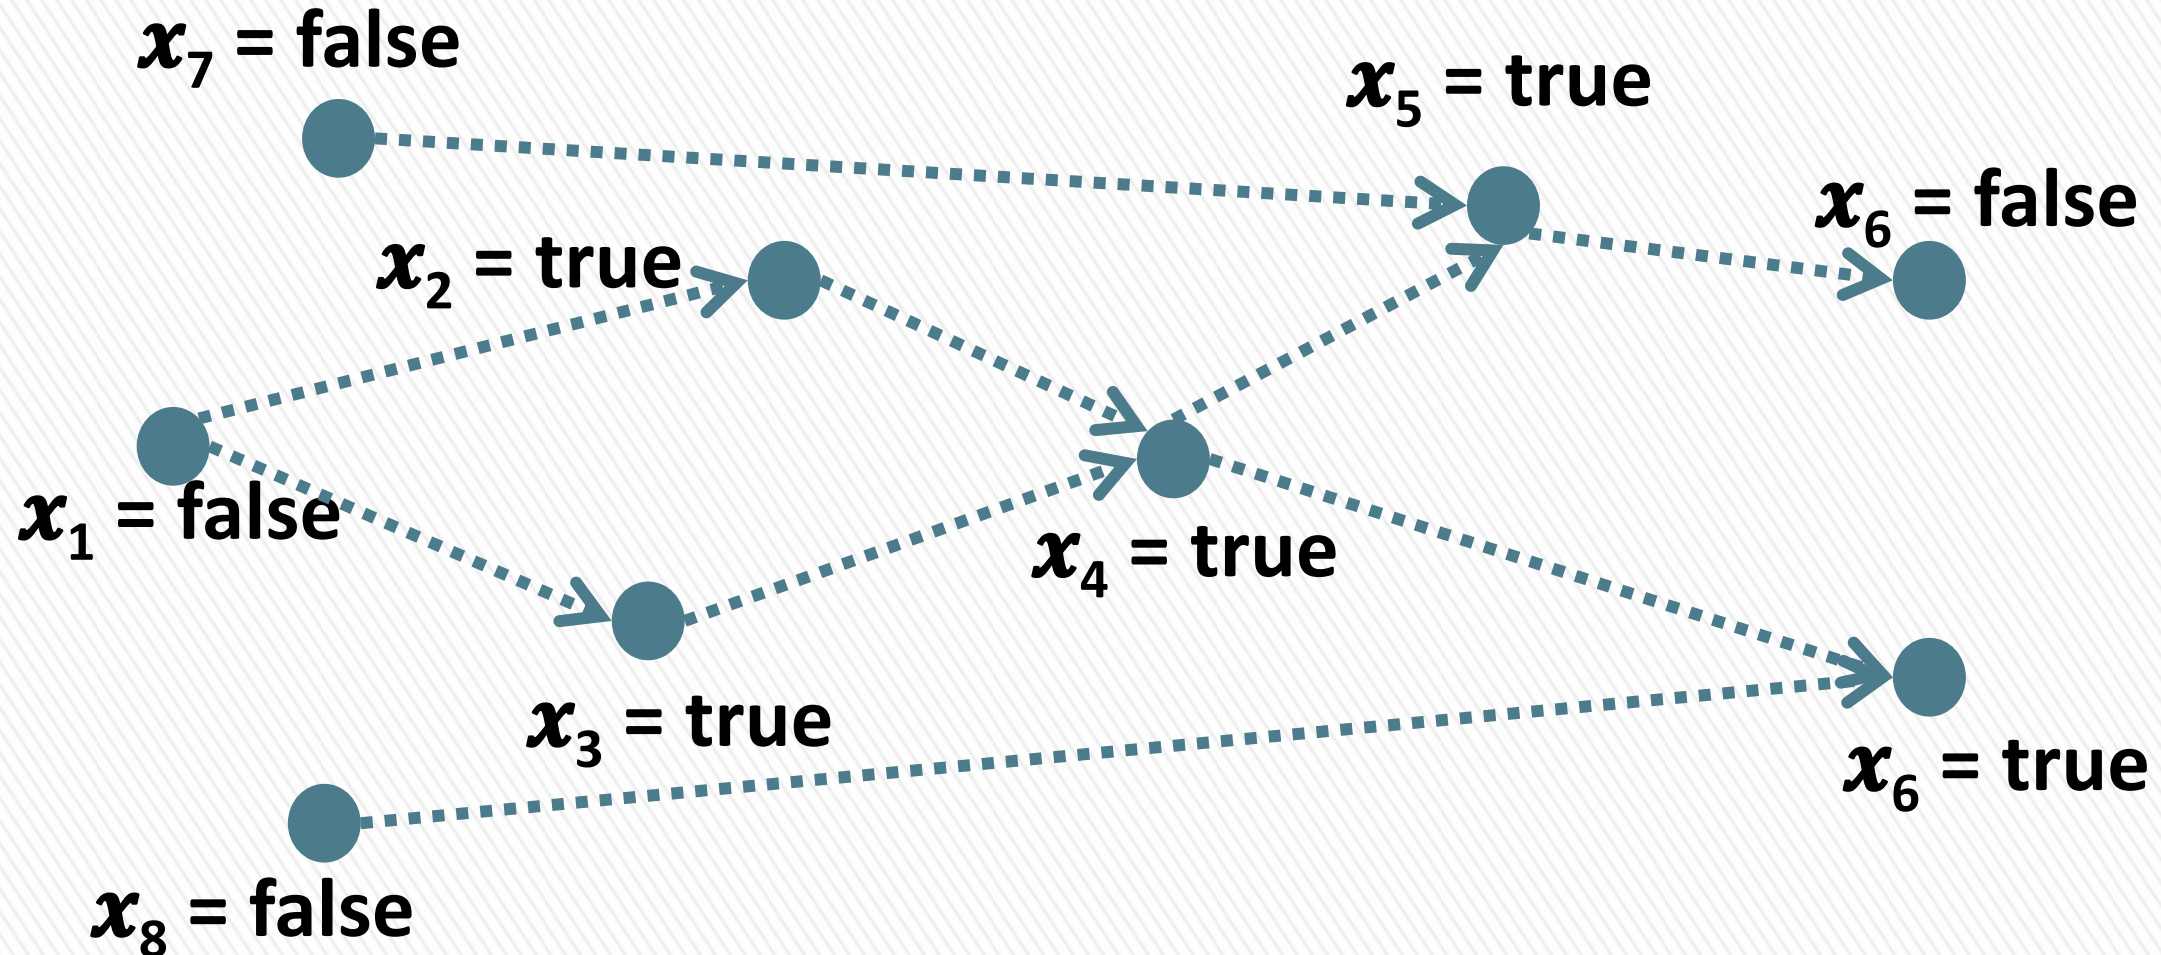 x₇ = false
x₅ = true
x₆ = false
x₂ = true
x₁ = false
x₄ = true
x₃ = true
x₆ = true
x₈ = false